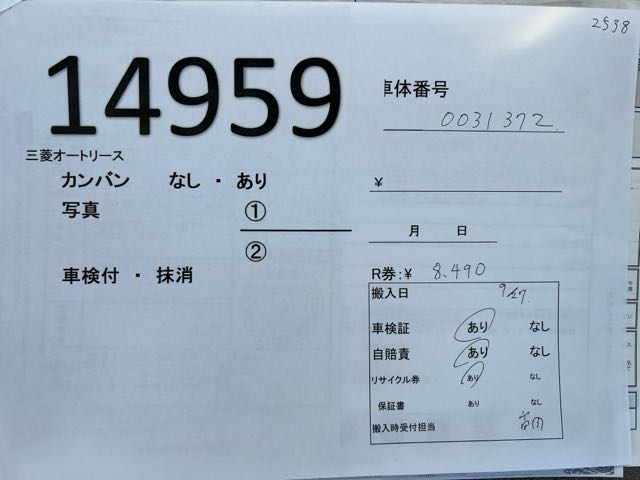 2538
14959
車体番号
0031372
三菱オートリース
カンバン なし ・ あり
¥
写真 ①
月 日
②
車検付 ・ 抹消
R券:¥ 8.490
搬入日 9/27.
車検証 あり なし
自賠責 あり なし
リサイクル券 あり なし
保証書 あり なし
搬入時受付担当